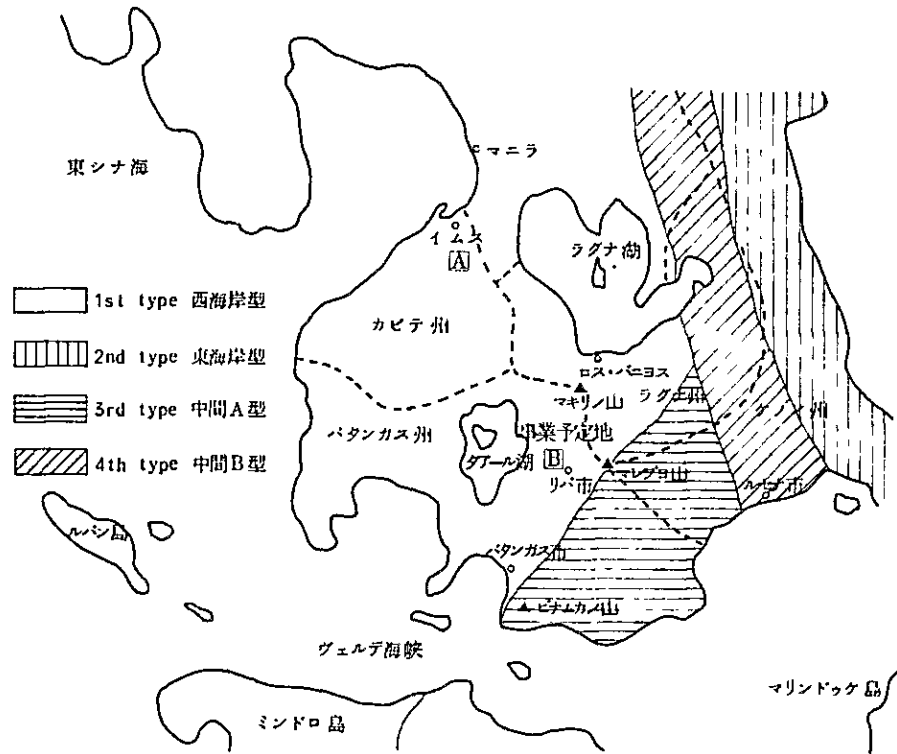 マニラ
東シナ海
イムス
A
ラグナ湖
1st type 西海岸型
2nd type 東海岸型
3rd type 中間A型
4th type 中間B型
カビテ州
ロス・バニヨス
マキリノ山
ラグナ州
ケソン州
バタンガス州
事業予定地
タアール湖
B
リパ市
マレプヨ山
ルセナ市
ルバン島
バタンガス市
ピナムカノ山
ヴェルデ海峡
マリンドゥケ島
ミンドロ島